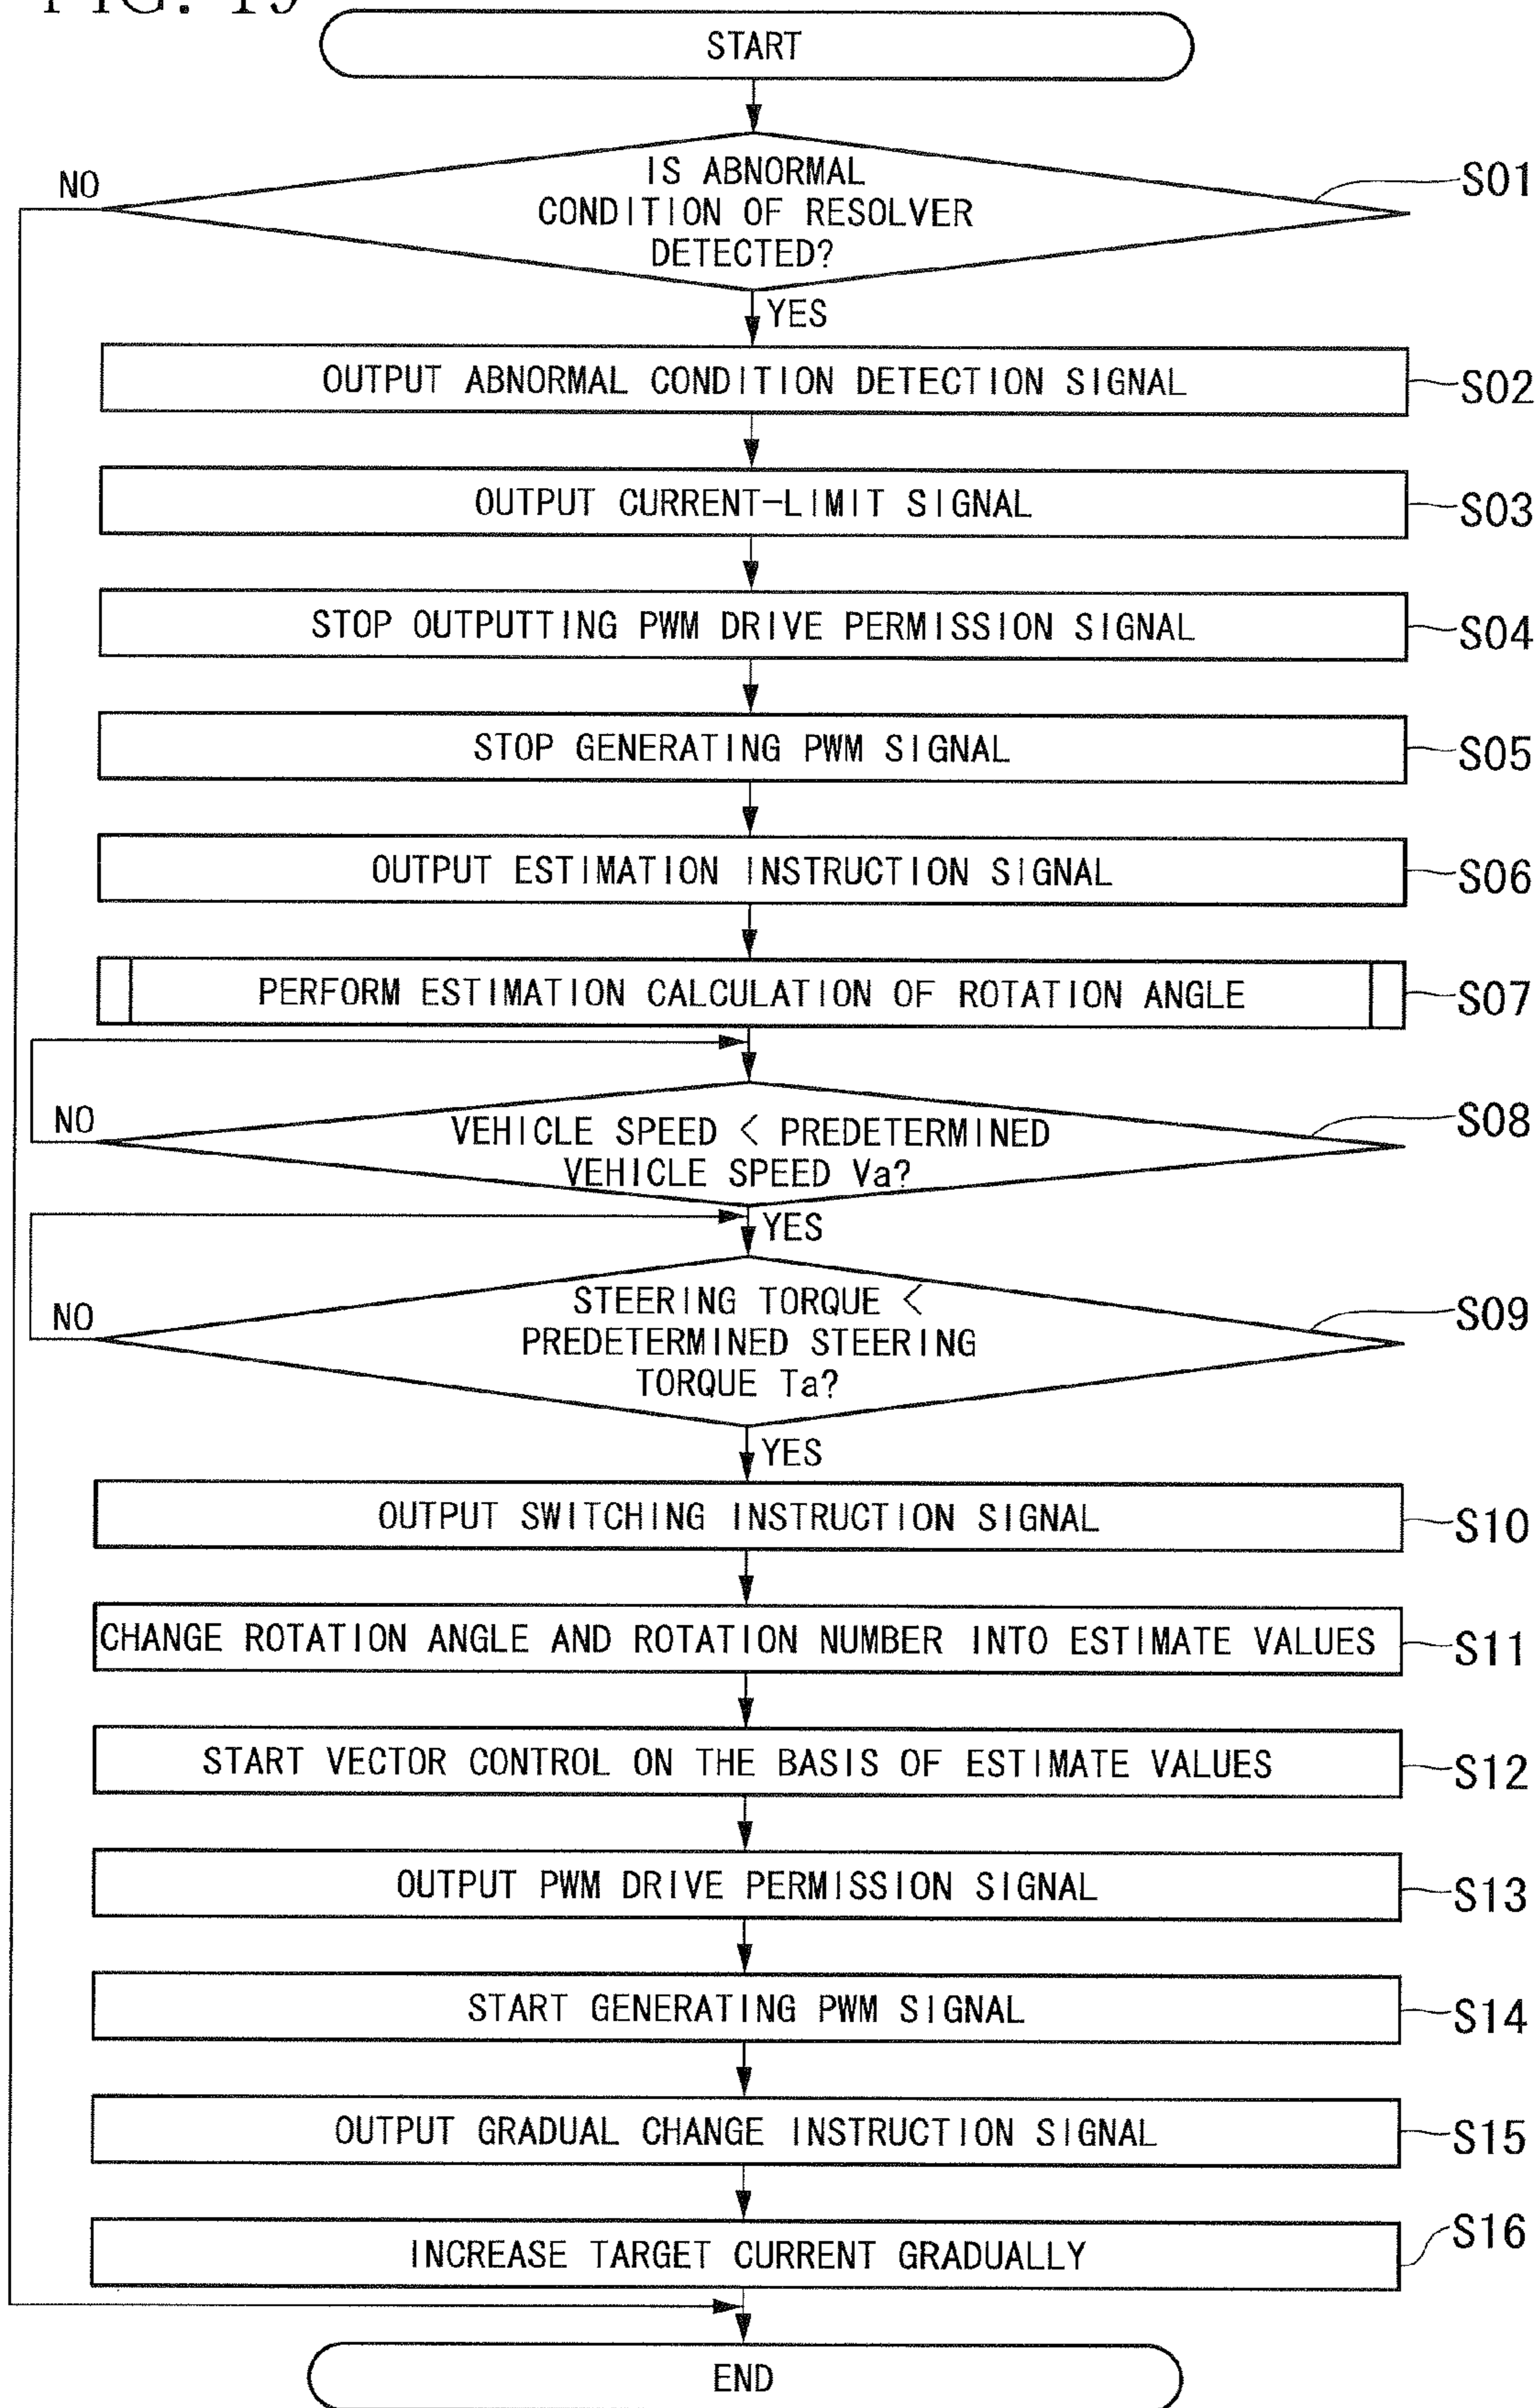 START
IS ABNORMAL
CONDITION OF RESOLVER
DETECTED?
NO
S01
YES
OUTPUT ABNORMAL CONDITION DETECTION SIGNAL
S02
OUTPUT CURRENT-LIMIT SIGNAL
S03
STOP OUTPUTTING PWM DRIVE PERMISSION SIGNAL
S04
STOP GENERATING PWM SIGNAL
S05
OUTPUT ESTIMATION INSTRUCTION SIGNAL
S06
PERFORM ESTIMATION CALCULATION OF ROTATION ANGLE
S07
NO
VEHICLE SPEED < PREDETERMINED
VEHICLE SPEED Va?
S08
YES
NO
STEERING TORQUE <
PREDETERMINED STEERING
TORQUE Ta?
S09
YES
OUTPUT SWITCHING INSTRUCTION SIGNAL
S10
CHANGE ROTATION ANGLE AND ROTATION NUMBER INTO ESTIMATE VALUES
S11
START VECTOR CONTROL ON THE BASIS OF ESTIMATE VALUES
S12
OUTPUT PWM DRIVE PERMISSION SIGNAL
S13
START GENERATING PWM SIGNAL
S14
OUTPUT GRADUAL CHANGE INSTRUCTION SIGNAL
S15
INCREASE TARGET CURRENT GRADUALLY
S16
END